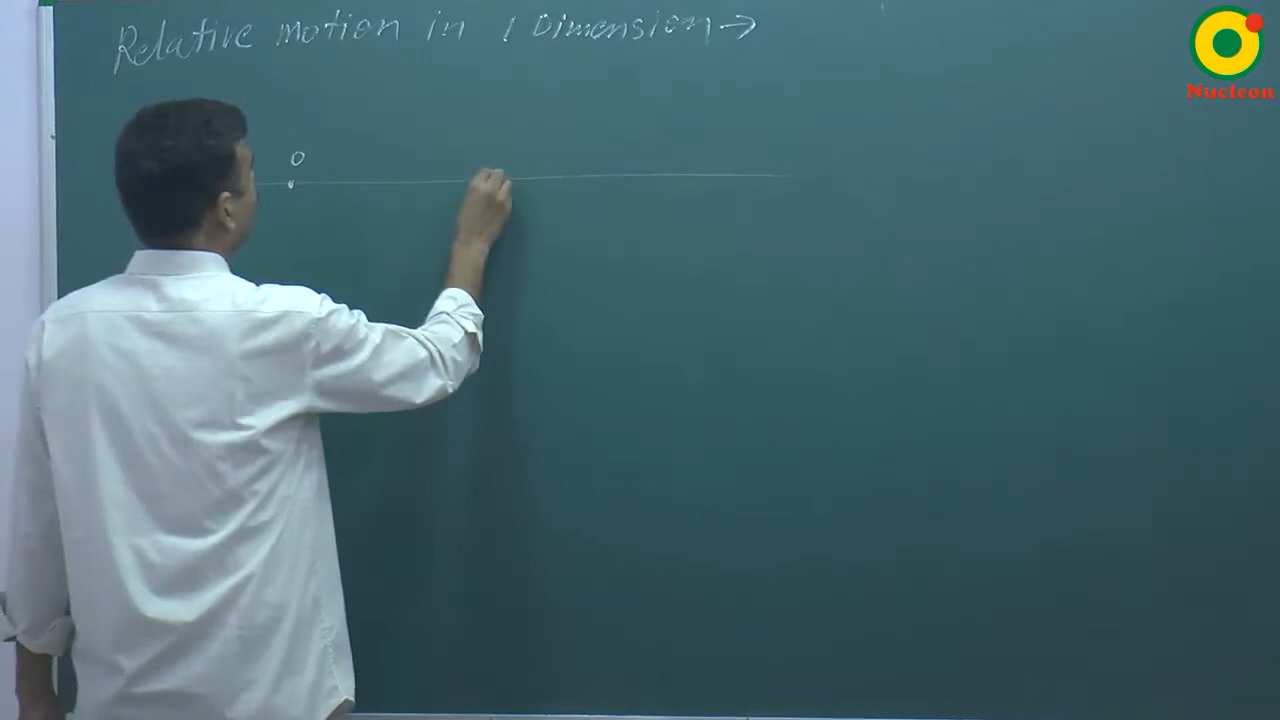 Relative motion in 1 Dimension →
O
Nucleon